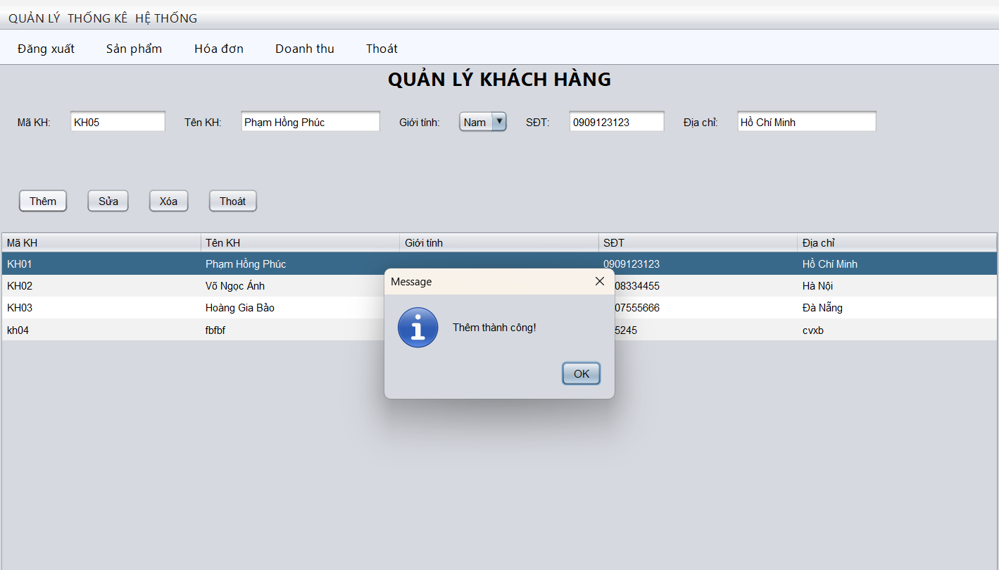 QUẢN LÝ THỐNG KÊ HỆ THỐNG
Đăng xuất Sản phẩm Hóa đơn Doanh thu Thoát
QUẢN LÝ KHÁCH HÀNG
Mã KH: KH05 Tên KH: Phạm Hồng Phúc Giới tính: Nam SĐT: 0909123123 Địa chỉ: Hồ Chí Minh
Thêm Sửa Xóa Thoát
Mã KH Tên KH Giới tính SĐT Địa chỉ
KH01 Phạm Hồng Phúc 0909123123 Hồ Chí Minh
KH02 Võ Ngọc Ánh 08334455 Hà Nội
KH03 Hoàng Gia Bảo 07555666 Đà Nẵng
kh04 fbfbf 5245 cvxb
Message
Thêm thành công!
OK